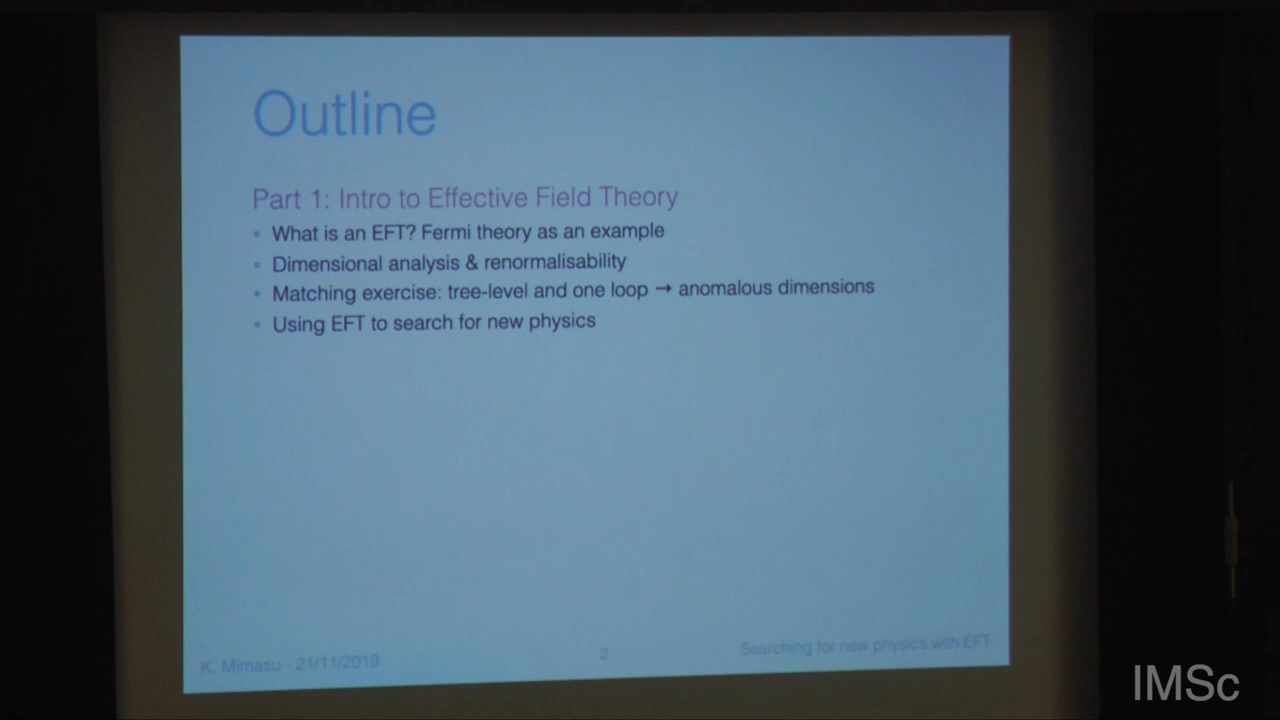 Outline
Part 1: Intro to Effective Field Theory
• What is an EFT? Fermi theory as an example
• Dimensional analysis & renormalisability
• Matching exercise: tree-level and one loop → anomalous dimensions
• Using EFT to search for new physics
K. Mimasu - 21/11/2019
2
Searching for new physics with EFT
IMSc